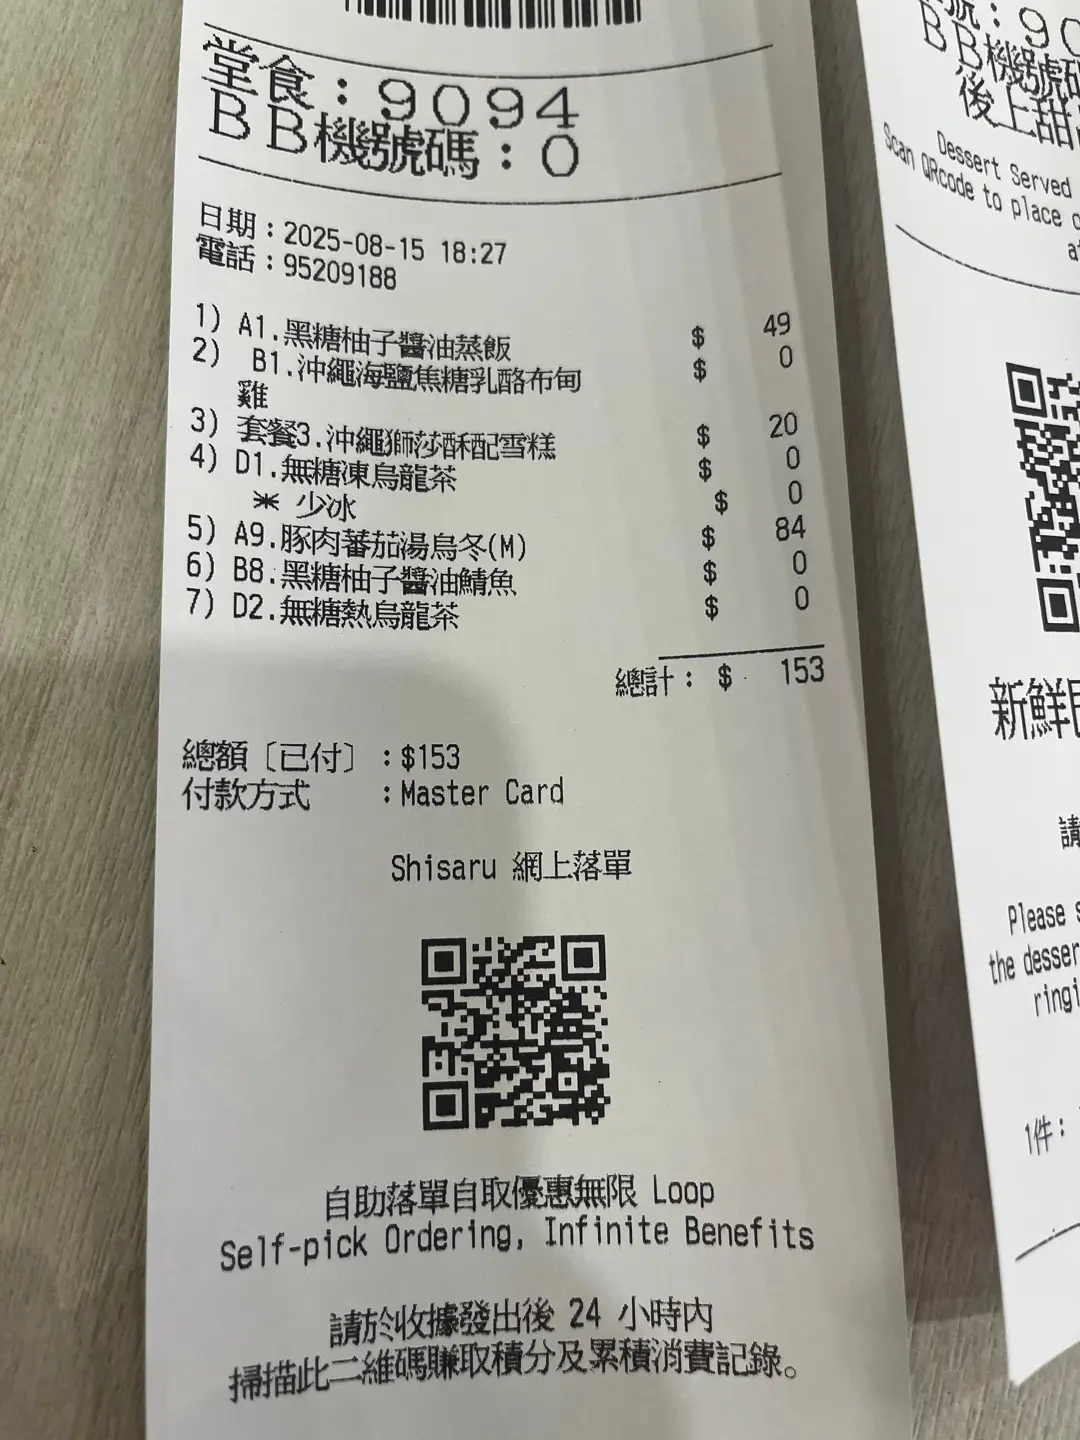 堂食：9094
BB機號碼：0
日期：2025-08-15 18:27
電話：95209188
1) A1.黑糖柚子醬油蒸飯 $ 49
2) B1.沖繩海鹽焦糖乳酪布甸 $ 0
雞
3) 套餐3.沖繩獅莎酥配雪糕 $ 20
4) D1.無糖凍烏龍茶 $ 0
＊ 少冰 $ 0
5) A9.豚肉蕃茄湯烏冬(M) $ 84
6) B8.黑糖柚子醬油鯖魚 $ 0
7) D2.無糖熱烏龍茶 $ 0
總計： $ 153
總額〔已付〕：$153
付款方式 ：Master Card
Shisaru 網上落單
自助落單自取優惠無限 Loop
Self-pick Ordering, Infinite Benefits
請於收據發出後 24 小時內
掃描此二維碼賺取積分及累積消費記錄。
號：90
BB機號碼
後上甜
Dessert Served
Scan QRcode to place
新鮮
請
Please
the desser
ringi
1件：